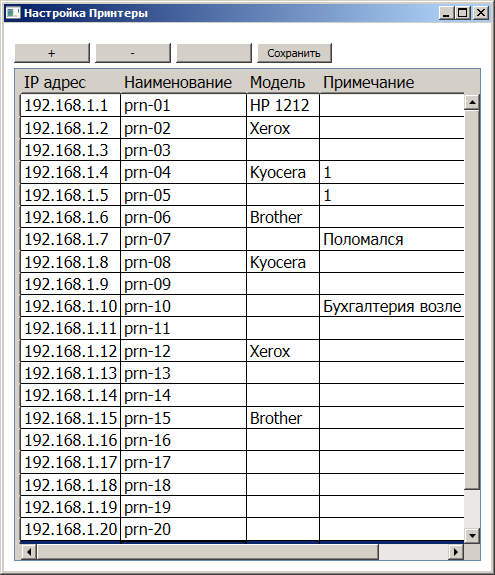 Настройка Принтеры
+ - Сохранить
IP адрес Наименование Модель Примечание
192.168.1.1 prn-01 HP 1212
192.168.1.2 prn-02 Xerox
192.168.1.3 prn-03
192.168.1.4 prn-04 Kyocera 1
192.168.1.5 prn-05 1
192.168.1.6 prn-06 Brother
192.168.1.7 prn-07 Поломался
192.168.1.8 prn-08 Kyocera
192.168.1.9 prn-09
192.168.1.10 prn-10 Бухгалтерия возле
192.168.1.11 prn-11
192.168.1.12 prn-12 Xerox
192.168.1.13 prn-13
192.168.1.14 prn-14
192.168.1.15 prn-15 Brother
192.168.1.16 prn-16
192.168.1.17 prn-17
192.168.1.18 prn-18
192.168.1.19 prn-19
192.168.1.20 prn-20